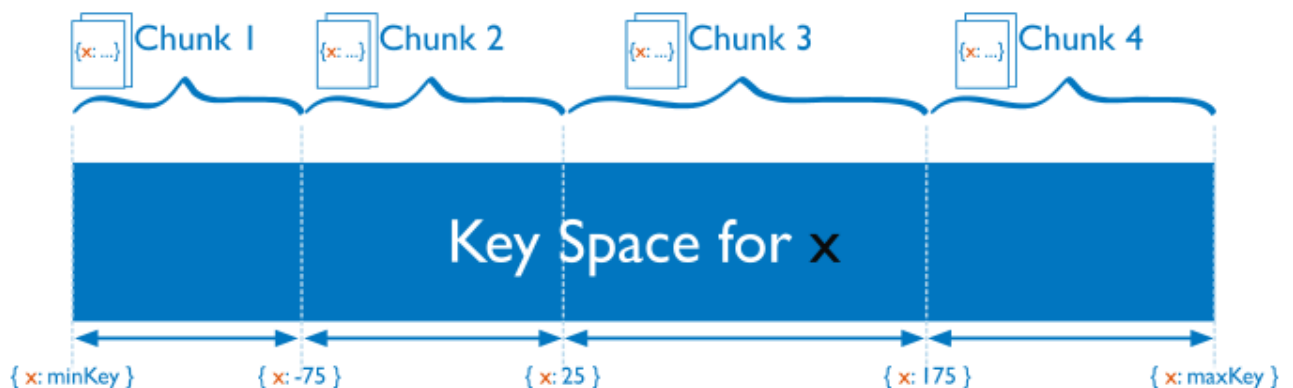 {x: ...} Chunk 1
{x: ...} Chunk 2
{x: ...} Chunk 3
{x: ...} Chunk 4
Key Space for x
{ x: minKey }
{ x: -75 }
{ x: 25 }
{ x: 175 }
{ x: maxKey }